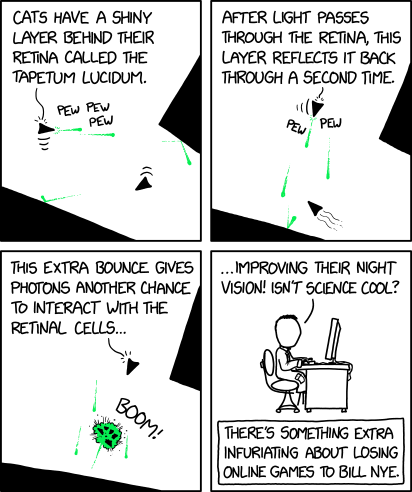 CATS HAVE A SHINY
LAYER BEHIND THEIR
RETINA CALLED THE
TAPETUM LUCIDUM.
PEW PEW
PEW
AFTER LIGHT PASSES
THROUGH THE RETINA, THIS
LAYER REFLECTS IT BACK
THROUGH A SECOND TIME.
PEW PEW
THIS EXTRA BOUNCE GIVES
PHOTONS ANOTHER CHANCE
TO INTERACT WITH THE
RETINAL CELLS...
BOOM!
...IMPROVING THEIR NIGHT
VISION! ISN'T SCIENCE COOL?
THERE'S SOMETHING EXTRA
INFURIATING ABOUT LOSING
ONLINE GAMES TO BILL NYE.